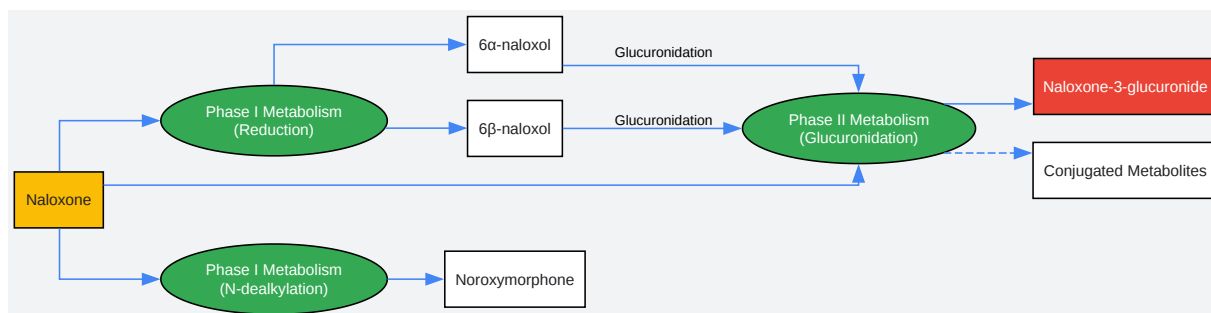 6α-naloxol
Glucuronidation
Naloxone-3-glucuronide
Phase I Metabolism
(Reduction)
6β-naloxol
Glucuronidation
Phase II Metabolism
(Glucuronidation)
Conjugated Metabolites
Naloxone
Phase I Metabolism
(N-dealkylation)
Noroxymorphone